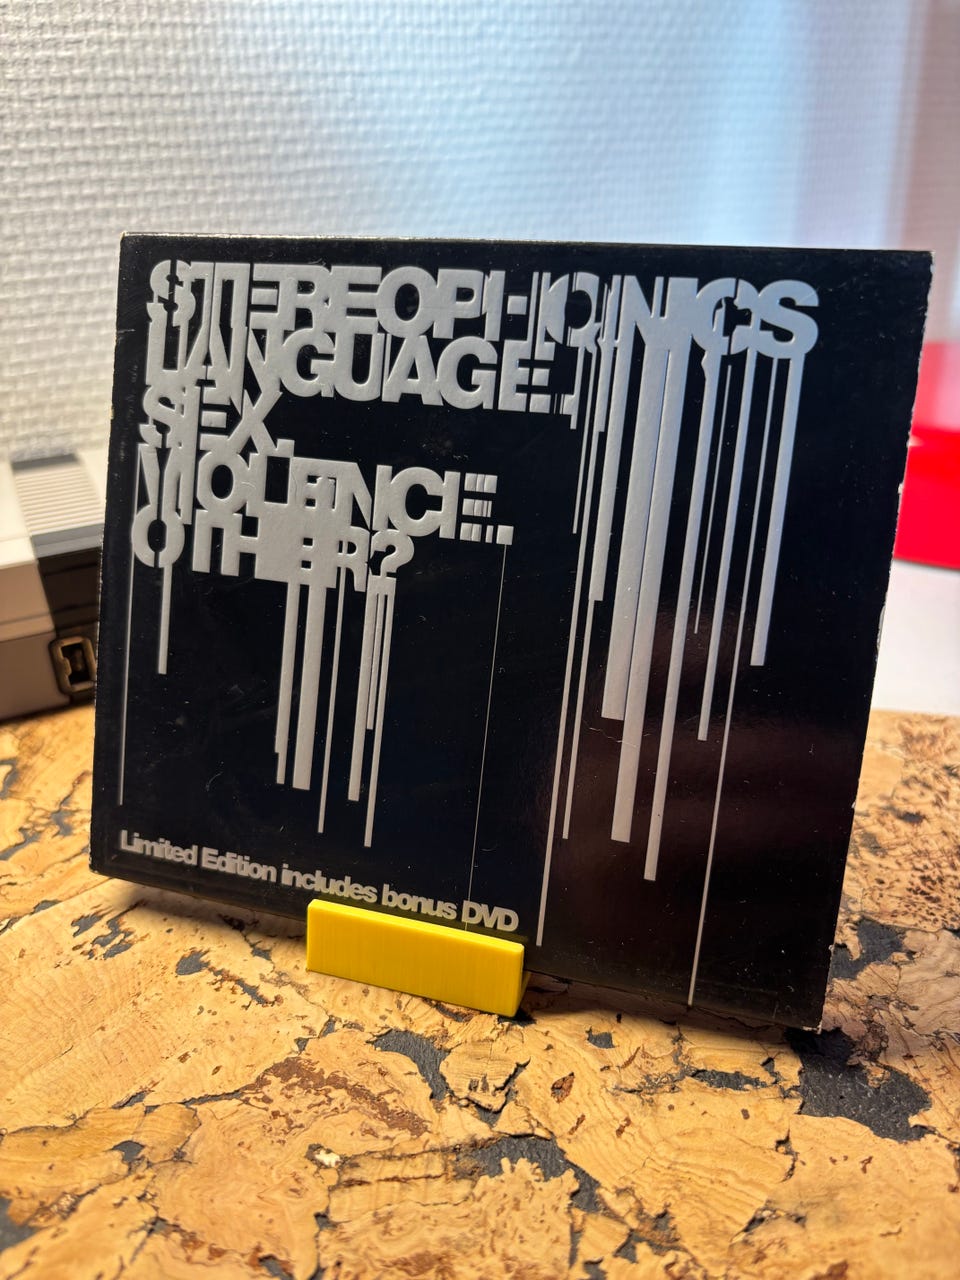 STEREOPHONICS
LANGUAGE.
SEX.
VIOLENCE.
OTHER?
Limited Edition includes bonus DVD